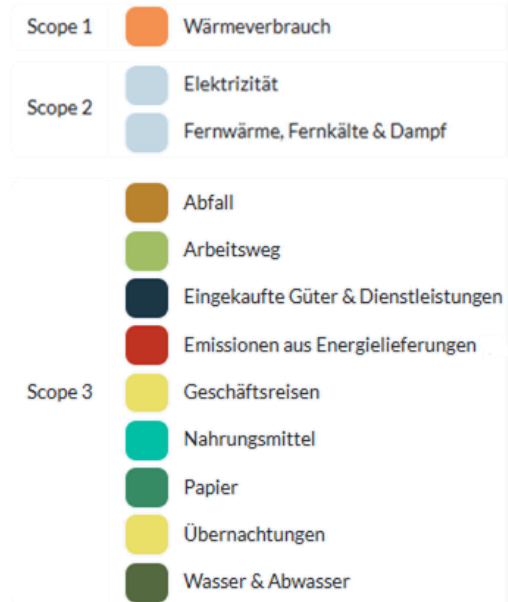 Scope 1
Wärmeverbrauch
Scope 2
Elektrizität
Fernwärme, Fernkälte & Dampf
Scope 3
Abfall
Arbeitsweg
Eingekaufte Güter & Dienstleistungen
Emissionen aus Energielieferungen
Geschäftsreisen
Nahrungsmittel
Papier
Übernachtungen
Wasser & Abwasser